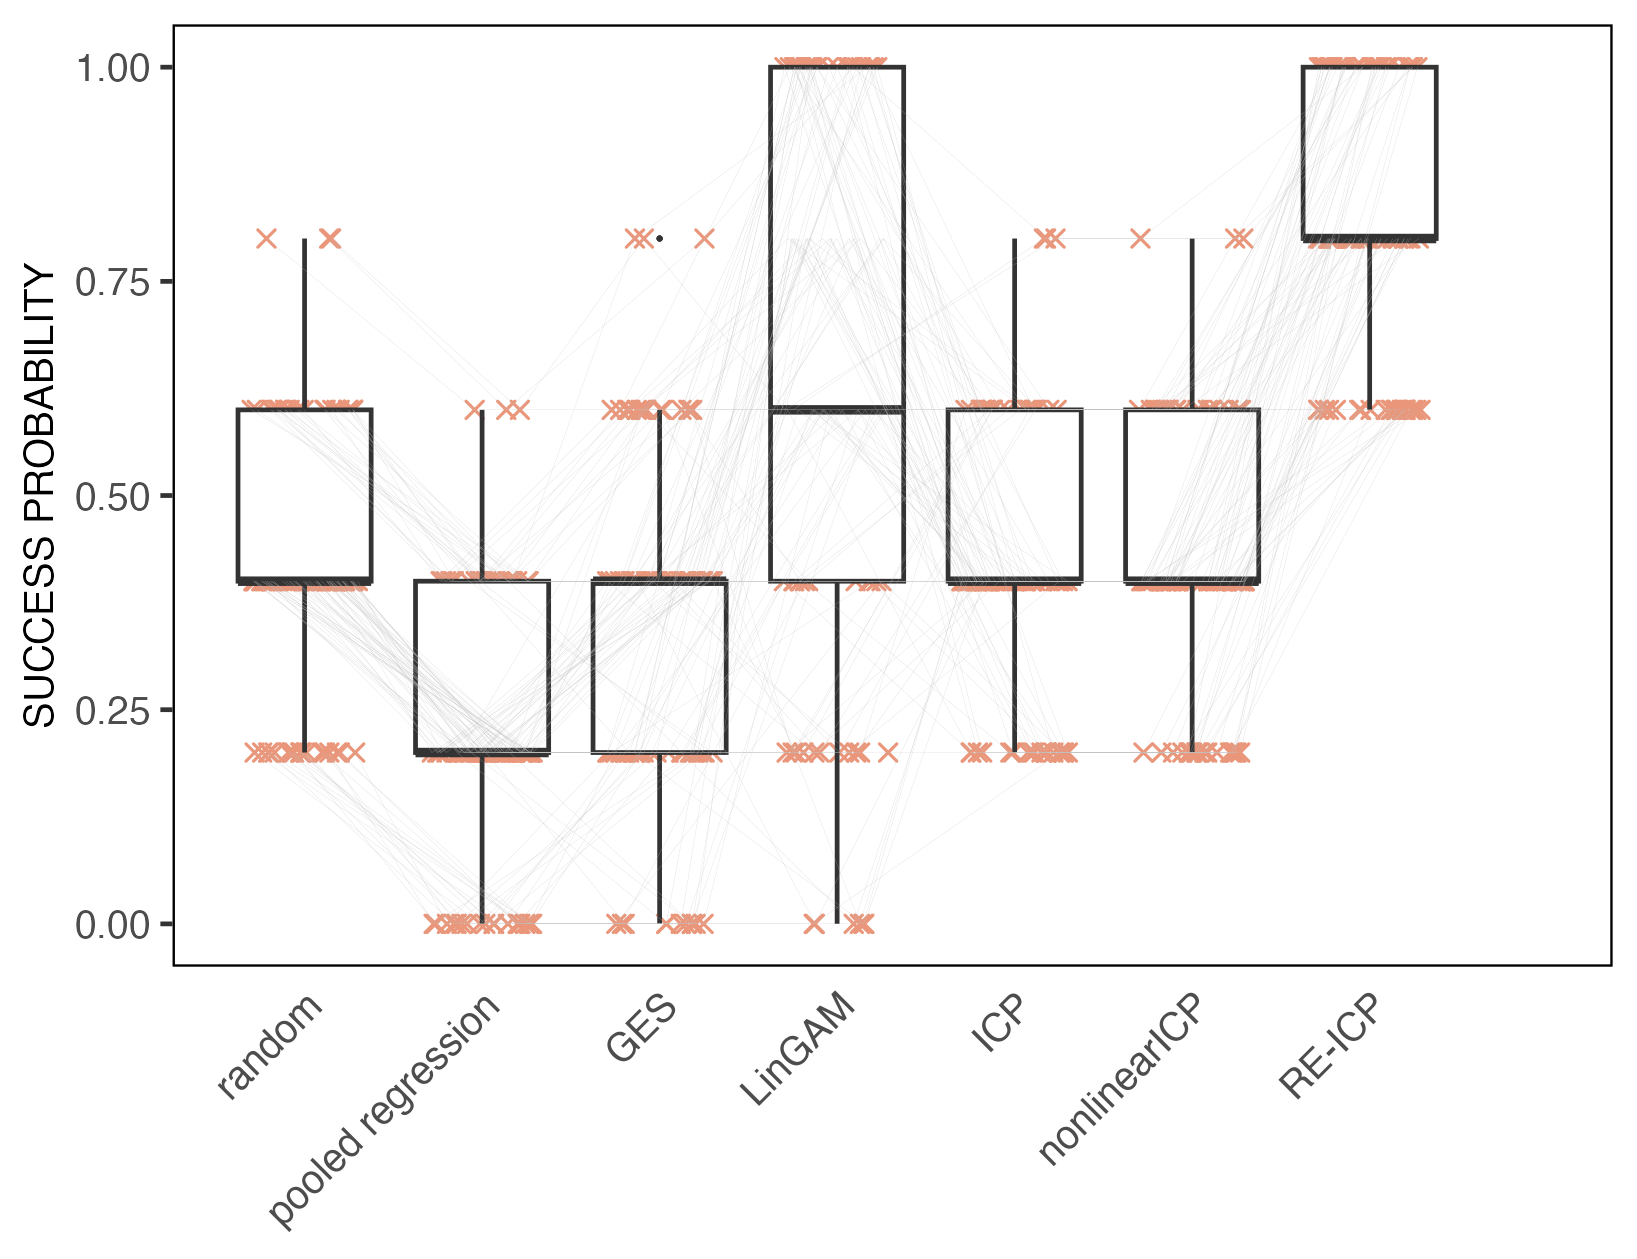 SUCCESS PROBABILITY
1.00
0.75
0.50
0.25
0.00
random
pooled regression
GES
LinGAM
ICP
nonlinearICP
RE-ICP